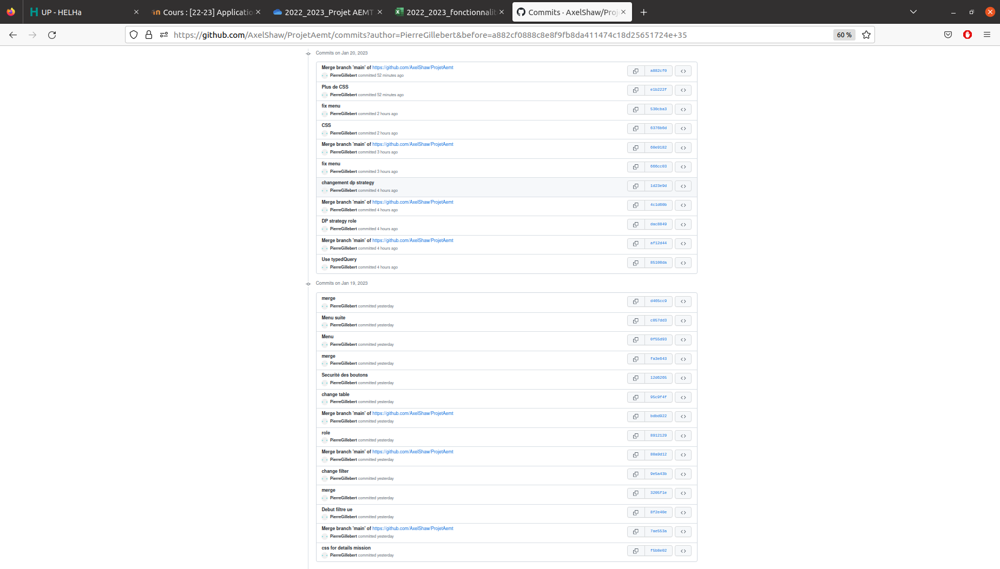 UP - HELHa
Cours : [22-23] Applicatio
2022_2023_Projet AEMT
2022_2023_fonctionnalit
Commits · AxelShaw/Proj
https://github.com/AxelShaw/ProjetAemt/commits?author=PierreGillebert&before=a882cf0888c8e8f9fb8da411474c18d25651724e+35
60 %
Commits on Jan 20, 2023
Merge branch 'main' of https://github.com/AxelShaw/ProjetAemt
PierreGillebert committed 52 minutes ago
a882cf0
Plus de CSS
PierreGillebert committed 52 minutes ago
e1b222f
fix menu
PierreGillebert committed 2 hours ago
530cba3
CSS
PierreGillebert committed 2 hours ago
6376b6d
Merge branch 'main' of https://github.com/AxelShaw/ProjetAemt
PierreGillebert committed 3 hours ago
60e9182
fix menu
PierreGillebert committed 3 hours ago
666cc03
changement dp strategy
PierreGillebert committed 4 hours ago
1d23e9d
Merge branch 'main' of https://github.com/AxelShaw/ProjetAemt
PierreGillebert committed 4 hours ago
4c1d60b
DP strategy role
PierreGillebert committed 4 hours ago
dac8849
Merge branch 'main' of https://github.com/AxelShaw/ProjetAemt
PierreGillebert committed 4 hours ago
af12d44
Use typedQuery
PierreGillebert committed 4 hours ago
85108da
Commits on Jan 19, 2023
merge
PierreGillebert committed yesterday
d465cc9
Menu suite
PierreGillebert committed yesterday
c057dd3
Menu
PierreGillebert committed yesterday
0f55d93
merge
PierreGillebert committed yesterday
fa3e643
Securité des boutons
PierreGillebert committed yesterday
12d6265
change table
PierreGillebert committed yesterday
95c9f4f
Merge branch 'main' of https://github.com/AxelShaw/ProjetAemt
PierreGillebert committed yesterday
bdbd922
role
PierreGillebert committed yesterday
8912129
Merge branch 'main' of https://github.com/AxelShaw/ProjetAemt
PierreGillebert committed yesterday
80a9d12
change filter
PierreGillebert committed yesterday
9e5a43b
merge
PierreGillebert committed yesterday
3205f1e
Debut filtre ue
PierreGillebert committed yesterday
8f2e40e
Merge branch 'main' of https://github.com/AxelShaw/ProjetAemt
PierreGillebert committed yesterday
7ae553a
css for details mission
PierreGillebert committed yesterday
f5b8e02